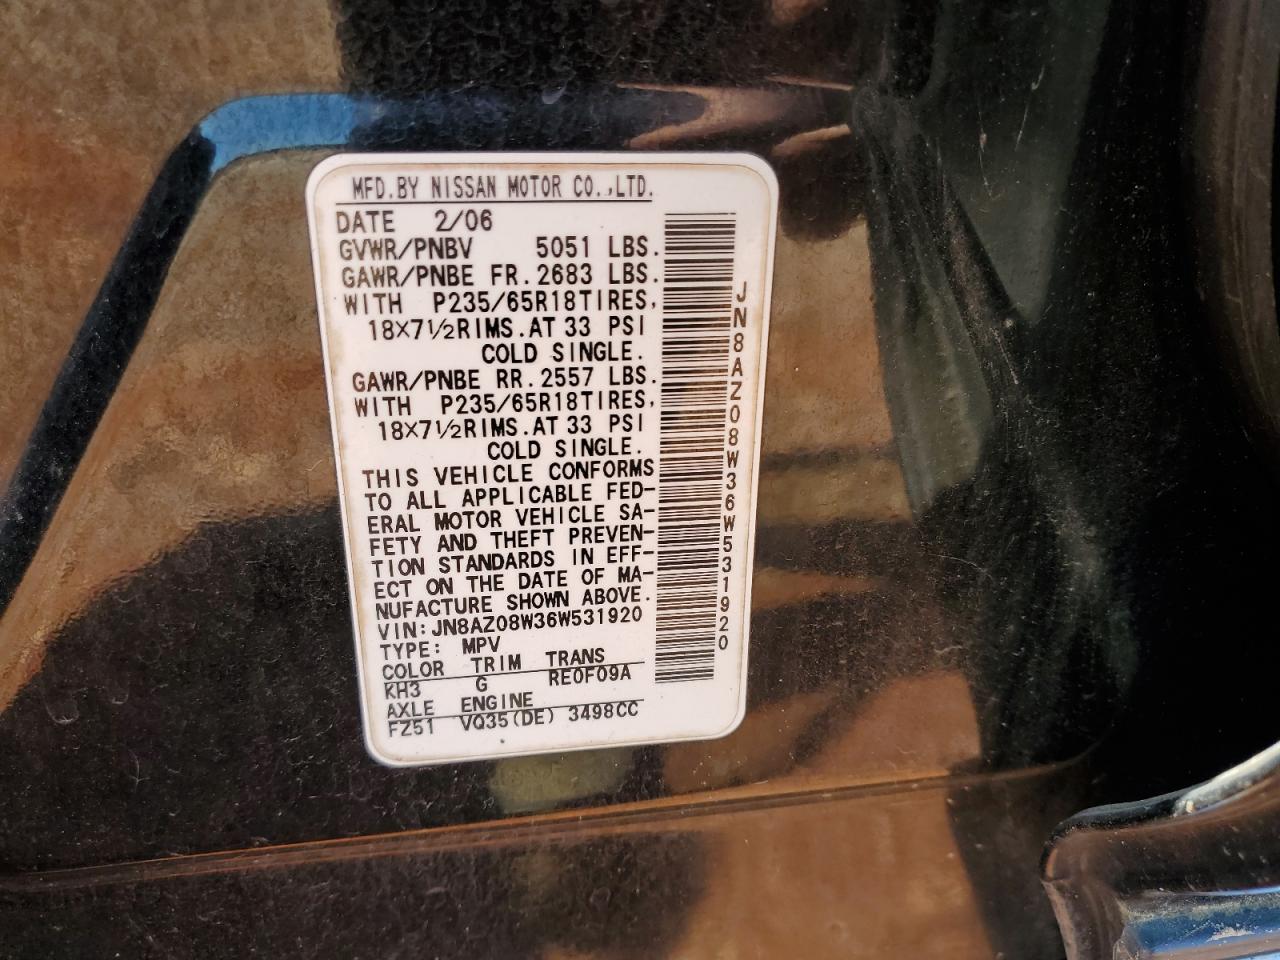 MFD.BY NISSAN MOTOR CO.,LTD.
DATE 2/06
GVWR/PNBV 5051 LBS.
GAWR/PNBE FR.2683 LBS.
WITH P235/65R18TIRES,
18X7½RIMS.AT 33 PSI
COLD SINGLE.
GAWR/PNBE RR.2557 LBS.
WITH P235/65R18TIRES,
18X7½RIMS.AT 33 PSI
COLD SINGLE.
THIS VEHICLE CONFORMS
TO ALL APPLICABLE FED-
ERAL MOTOR VEHICLE SA-
FETY AND THEFT PREVEN-
TION STANDARDS IN EFF-
ECT ON THE DATE OF MA-
NUFACTURE SHOWN ABOVE.
VIN:JN8AZ08W36W531920
TYPE: MPV
COLOR TRIM TRANS
KH3 G RE0F09A
AXLE ENGINE
FZ51 VQ35(DE) 3498CC
JN8AZ08W36W531920